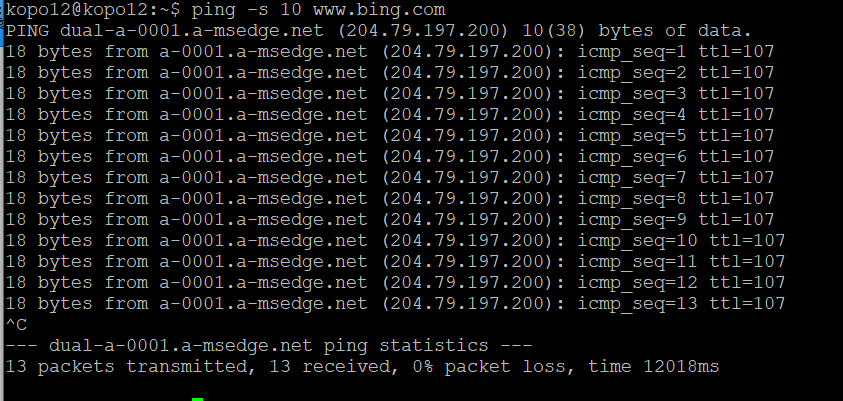 kopo12@kopo12:~$ ping -s 10 www.bing.com
PING dual-a-0001.a-msedge.net (204.79.197.200) 10(38) bytes of data.
18 bytes from a-0001.a-msedge.net (204.79.197.200): icmp_seq=1 ttl=107
18 bytes from a-0001.a-msedge.net (204.79.197.200): icmp_seq=2 ttl=107
18 bytes from a-0001.a-msedge.net (204.79.197.200): icmp_seq=3 ttl=107
18 bytes from a-0001.a-msedge.net (204.79.197.200): icmp_seq=4 ttl=107
18 bytes from a-0001.a-msedge.net (204.79.197.200): icmp_seq=5 ttl=107
18 bytes from a-0001.a-msedge.net (204.79.197.200): icmp_seq=6 ttl=107
18 bytes from a-0001.a-msedge.net (204.79.197.200): icmp_seq=7 ttl=107
18 bytes from a-0001.a-msedge.net (204.79.197.200): icmp_seq=8 ttl=107
18 bytes from a-0001.a-msedge.net (204.79.197.200): icmp_seq=9 ttl=107
18 bytes from a-0001.a-msedge.net (204.79.197.200): icmp_seq=10 ttl=107
18 bytes from a-0001.a-msedge.net (204.79.197.200): icmp_seq=11 ttl=107
18 bytes from a-0001.a-msedge.net (204.79.197.200): icmp_seq=12 ttl=107
18 bytes from a-0001.a-msedge.net (204.79.197.200): icmp_seq=13 ttl=107
^C
--- dual-a-0001.a-msedge.net ping statistics ---
13 packets transmitted, 13 received, 0% packet loss, time 12018ms